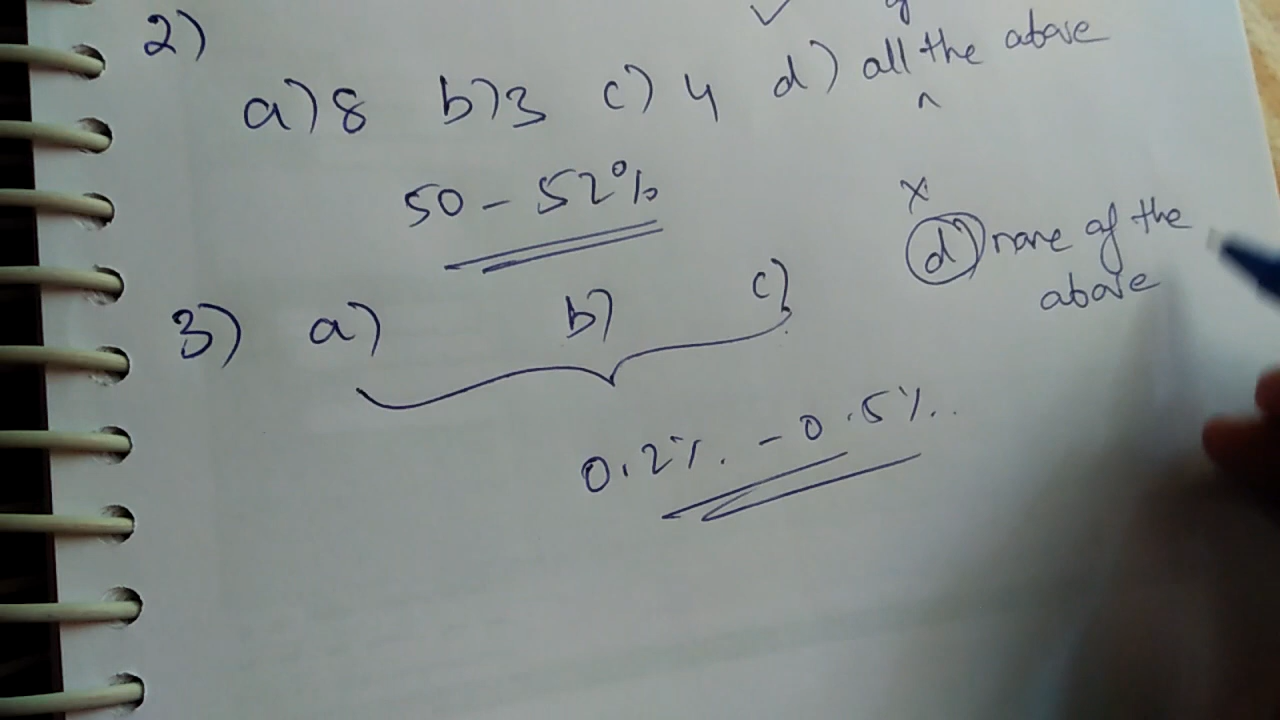 2)
a) 8 b) 3 c) 4 d) all the above
50 - 52%
x
d) none of the
above
3) a) b) c)
0.2% - 0.5%.